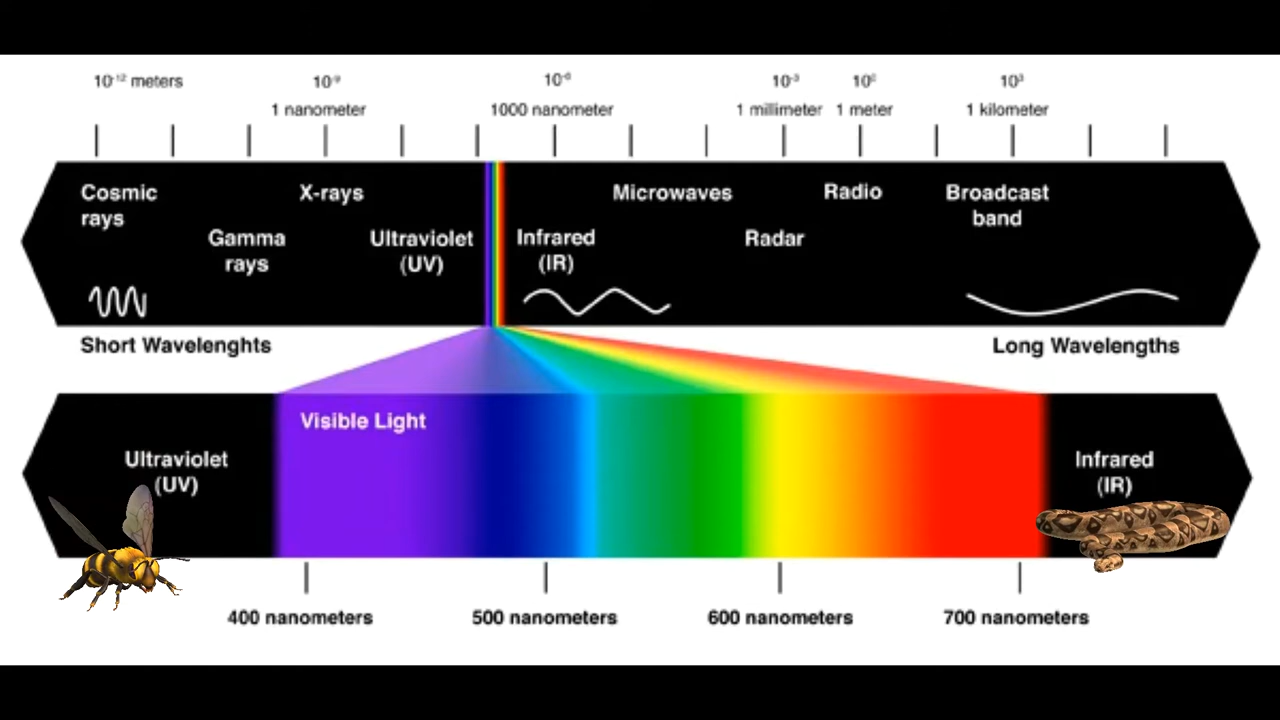 10⁻¹² meters 10⁻⁹ 10⁻⁶ 10⁻³ 10⁰ 10³
1 nanometer 1000 nanometer 1 millimeter 1 meter 1 kilometer
Cosmic
rays
Gamma
rays
X-rays
Ultraviolet
(UV)
Infrared
(IR)
Microwaves
Radar
Radio
Broadcast
band
Short Wavelenghts
Long Wavelengths
Ultraviolet
(UV)
Visible Light
Infrared
(IR)
400 nanometers 500 nanometers 600 nanometers 700 nanometers